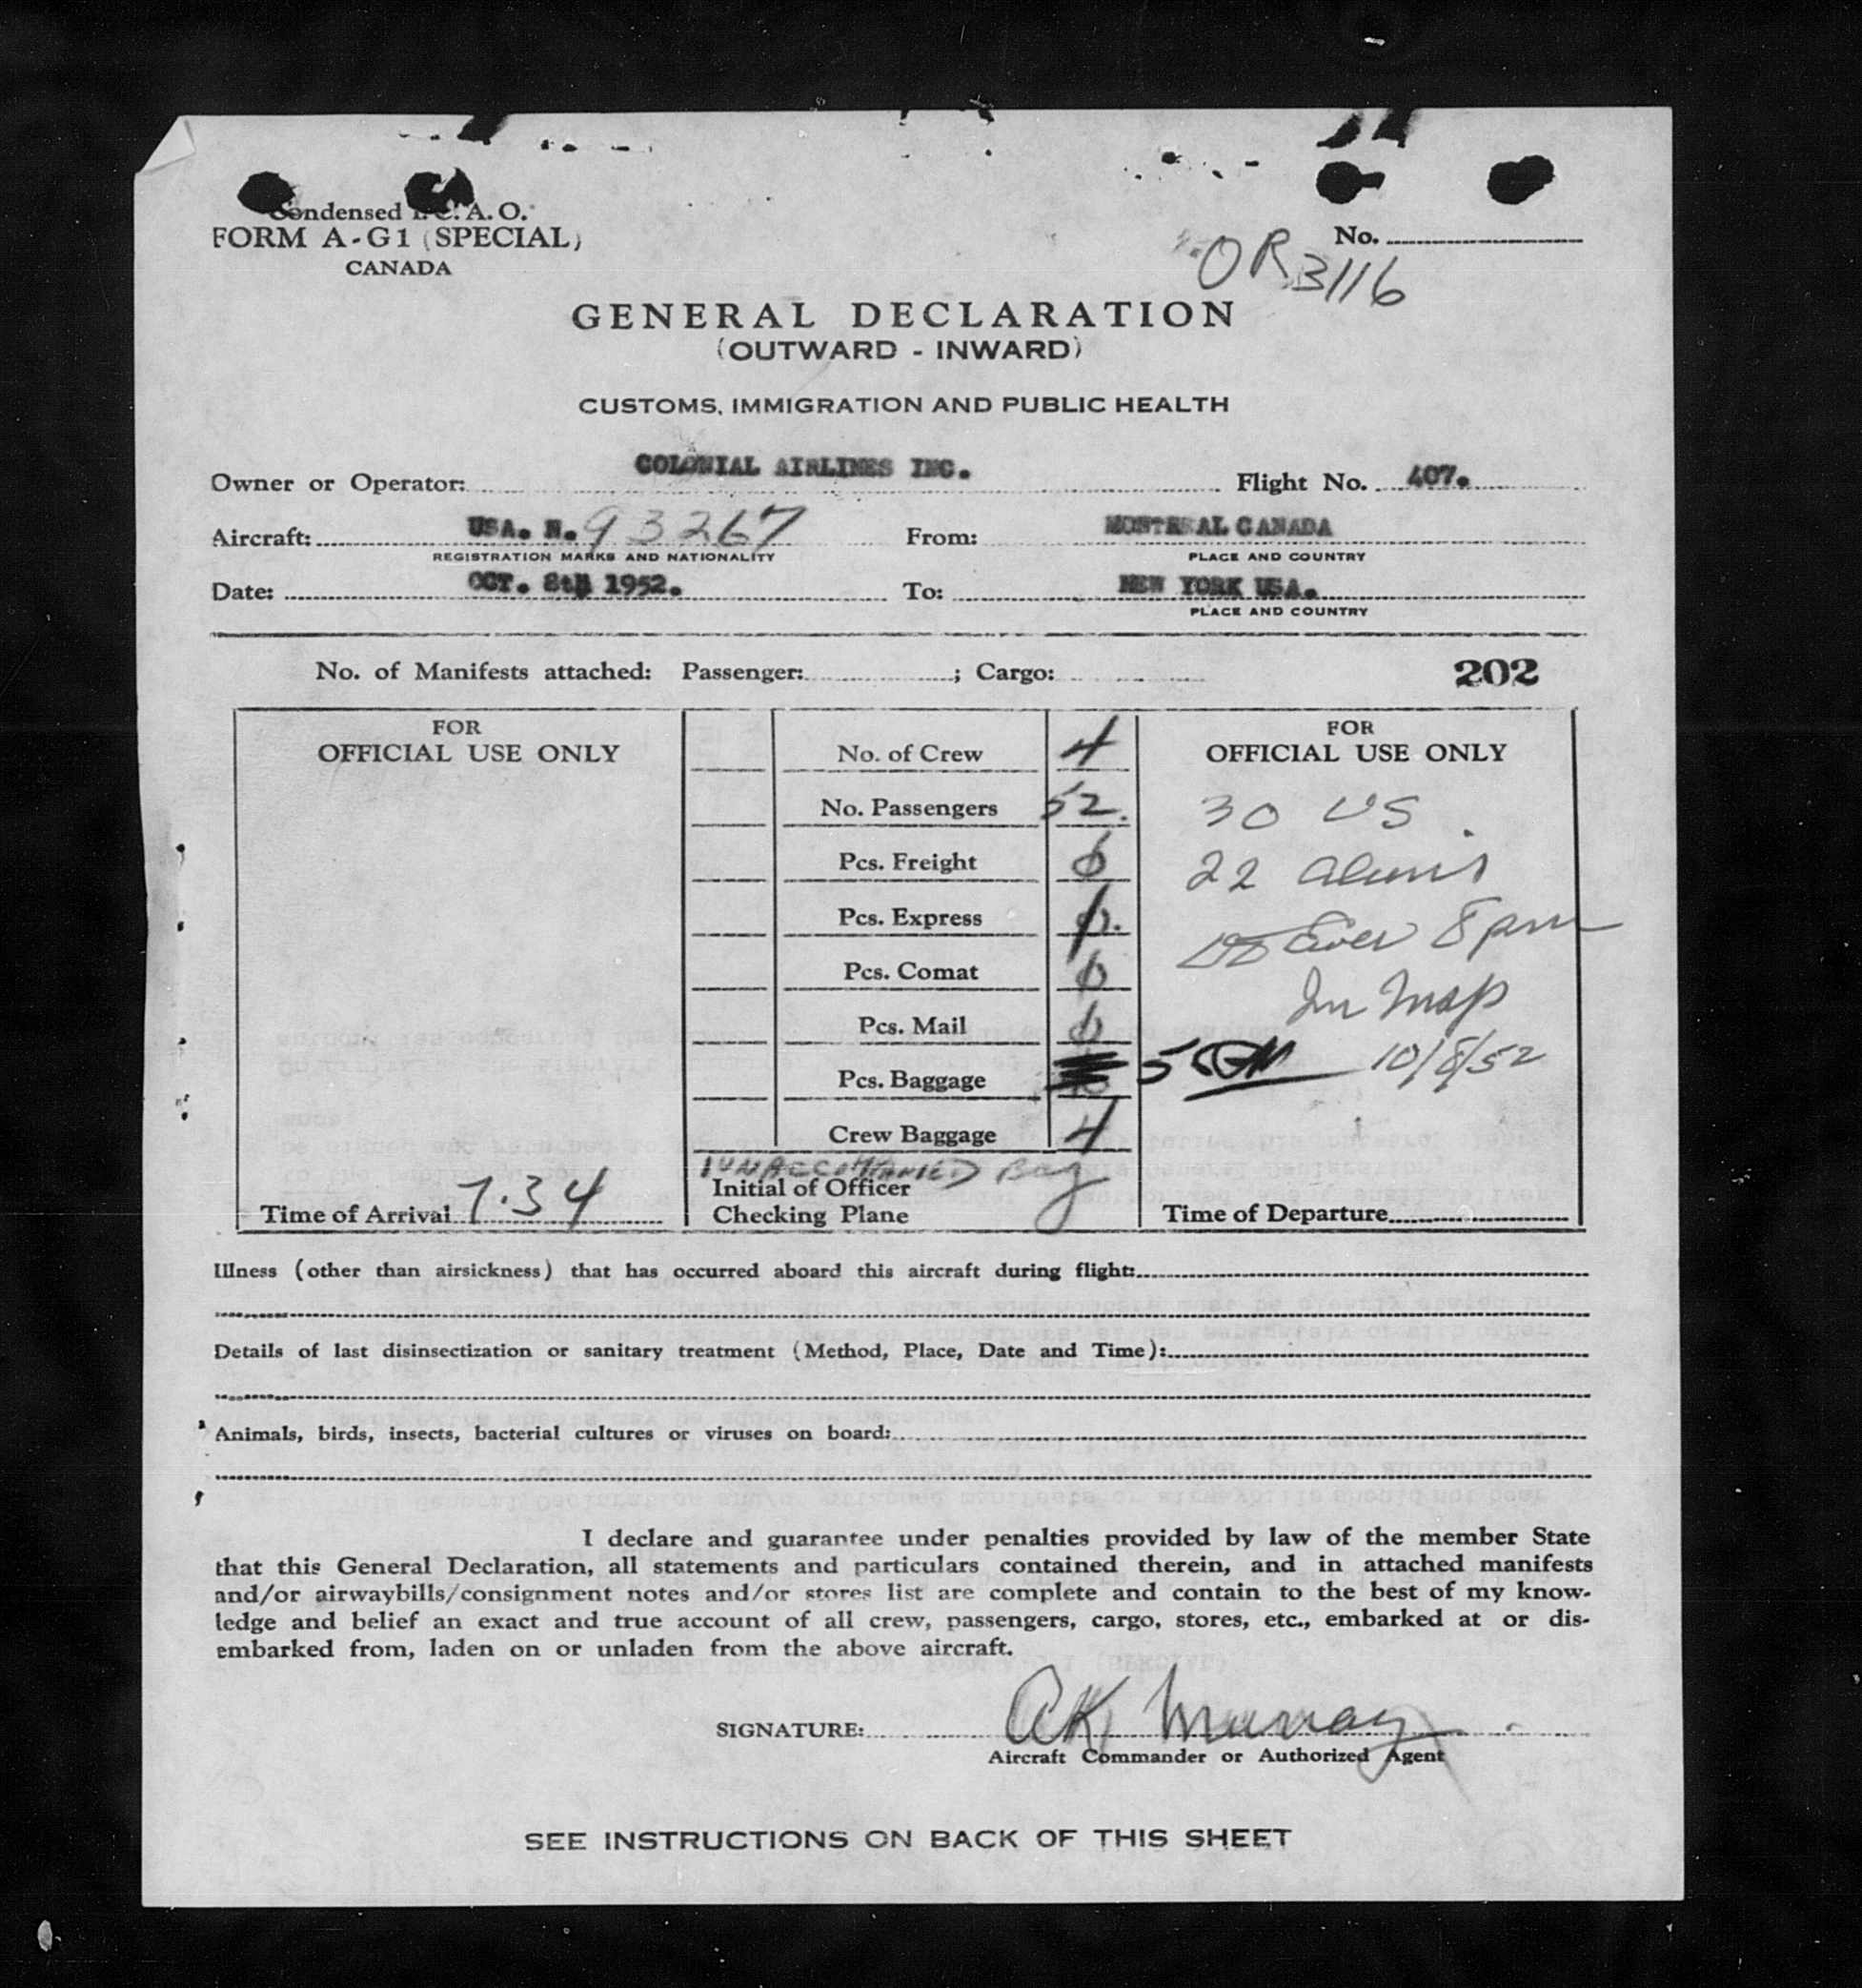 Condensed I. C. A. O.
FORM A-G1 (SPECIAL)
CANADA
No.
OR 3116
GENERAL DECLARATION
(OUTWARD - INWARD)
CUSTOMS, IMMIGRATION AND PUBLIC HEALTH
Owner or Operator: COLONIAL AIRLINES INC. Flight No. 407.
Aircraft: USA. N. 93267 From: MONTREAL CANADA
REGISTRATION MARKS AND NATIONALITY PLACE AND COUNTRY
Date: OCT. 8th 1952. To: NEW YORK USA.
PLACE AND COUNTRY
No. of Manifests attached: Passenger: ; Cargo: 202
FOR
OFFICIAL USE ONLY
No. of Crew 4
No. Passengers 52.
Pcs. Freight 0
Pcs. Express
Pcs. Comat 0
Pcs. Mail 0
Pcs. Baggage 5
Crew Baggage 4
1 UNACCOMPANIED Bag
Initial of Officer
Checking Plane
Time of Arrival 7.34
FOR
OFFICIAL USE ONLY
30 US
22 aliens
8 pm
10/8/52
Time of Departure
Illness (other than airsickness) that has occurred aboard this aircraft during flight:
Details of last disinsectization or sanitary treatment (Method, Place, Date and Time):
Animals, birds, insects, bacterial cultures or viruses on board:
I declare and guarantee under penalties provided by law of the member State
that this General Declaration, all statements and particulars contained therein, and in attached manifests
and/or airwaybills/consignment notes and/or stores list are complete and contain to the best of my know-
ledge and belief an exact and true account of all crew, passengers, cargo, stores, etc., embarked at or dis-
embarked from, laden on or unladen from the above aircraft.
SIGNATURE: AK Murray
Aircraft Commander or Authorized Agent
SEE INSTRUCTIONS ON BACK OF THIS SHEET